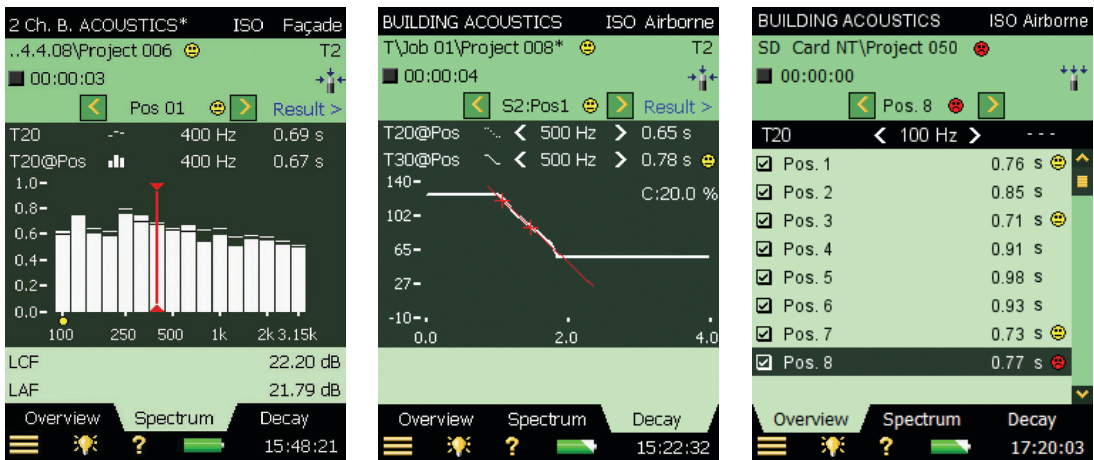 2 Ch. B. ACOUSTICS* ISO Façade
..4.4.08\Project 006 T2
00:00:03
< Pos 01 > Result >
T20 400 Hz 0.69 s
T20@Pos 400 Hz 0.67 s
1.0-
0.8-
0.6-
0.4-
0.2-
0.0-
100 250 500 1k 2k 3.15k
LCF 22.20 dB
LAF 21.79 dB
Overview Spectrum Decay
? 15:48:21
BUILDING ACOUSTICS ISO Airborne
T\Job 01\Project 008* T2
00:00:04
< S2:Pos1 > Result >
T20@Pos < 500 Hz > 0.65 s
T30@Pos < 500 Hz > 0.78 s
140-
C:20.0 %
102-
65-
27-
-10-
0.0 2.0 4.0
Overview Spectrum Decay
? 15:22:32
BUILDING ACOUSTICS ISO Airborne
SD Card NT\Project 050
00:00:00
< Pos. 8 >
T20 < 100 Hz > ---
Pos. 1 0.76 s
Pos. 2 0.85 s
Pos. 3 0.71 s
Pos. 4 0.91 s
Pos. 5 0.98 s
Pos. 6 0.93 s
Pos. 7 0.73 s
Pos. 8 0.77 s
Overview Spectrum Decay
? 17:20:03